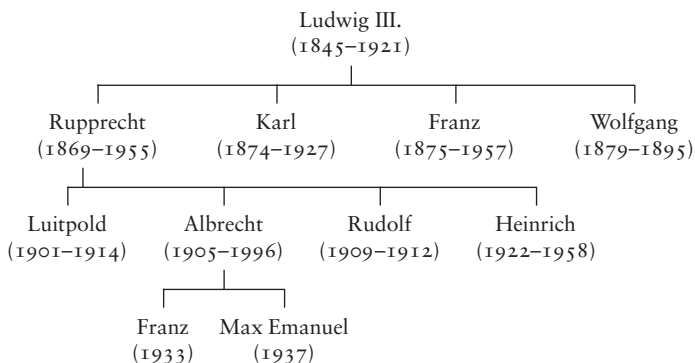 Ludwig III.
(1845–1921)
Rupprecht
(1869–1955)
Karl
(1874–1927)
Franz
(1875–1957)
Wolfgang
(1879–1895)
Luitpold
(1901–1914)
Albrecht
(1905–1996)
Rudolf
(1909–1912)
Heinrich
(1922–1958)
Franz
(1933)
Max Emanuel
(1937)